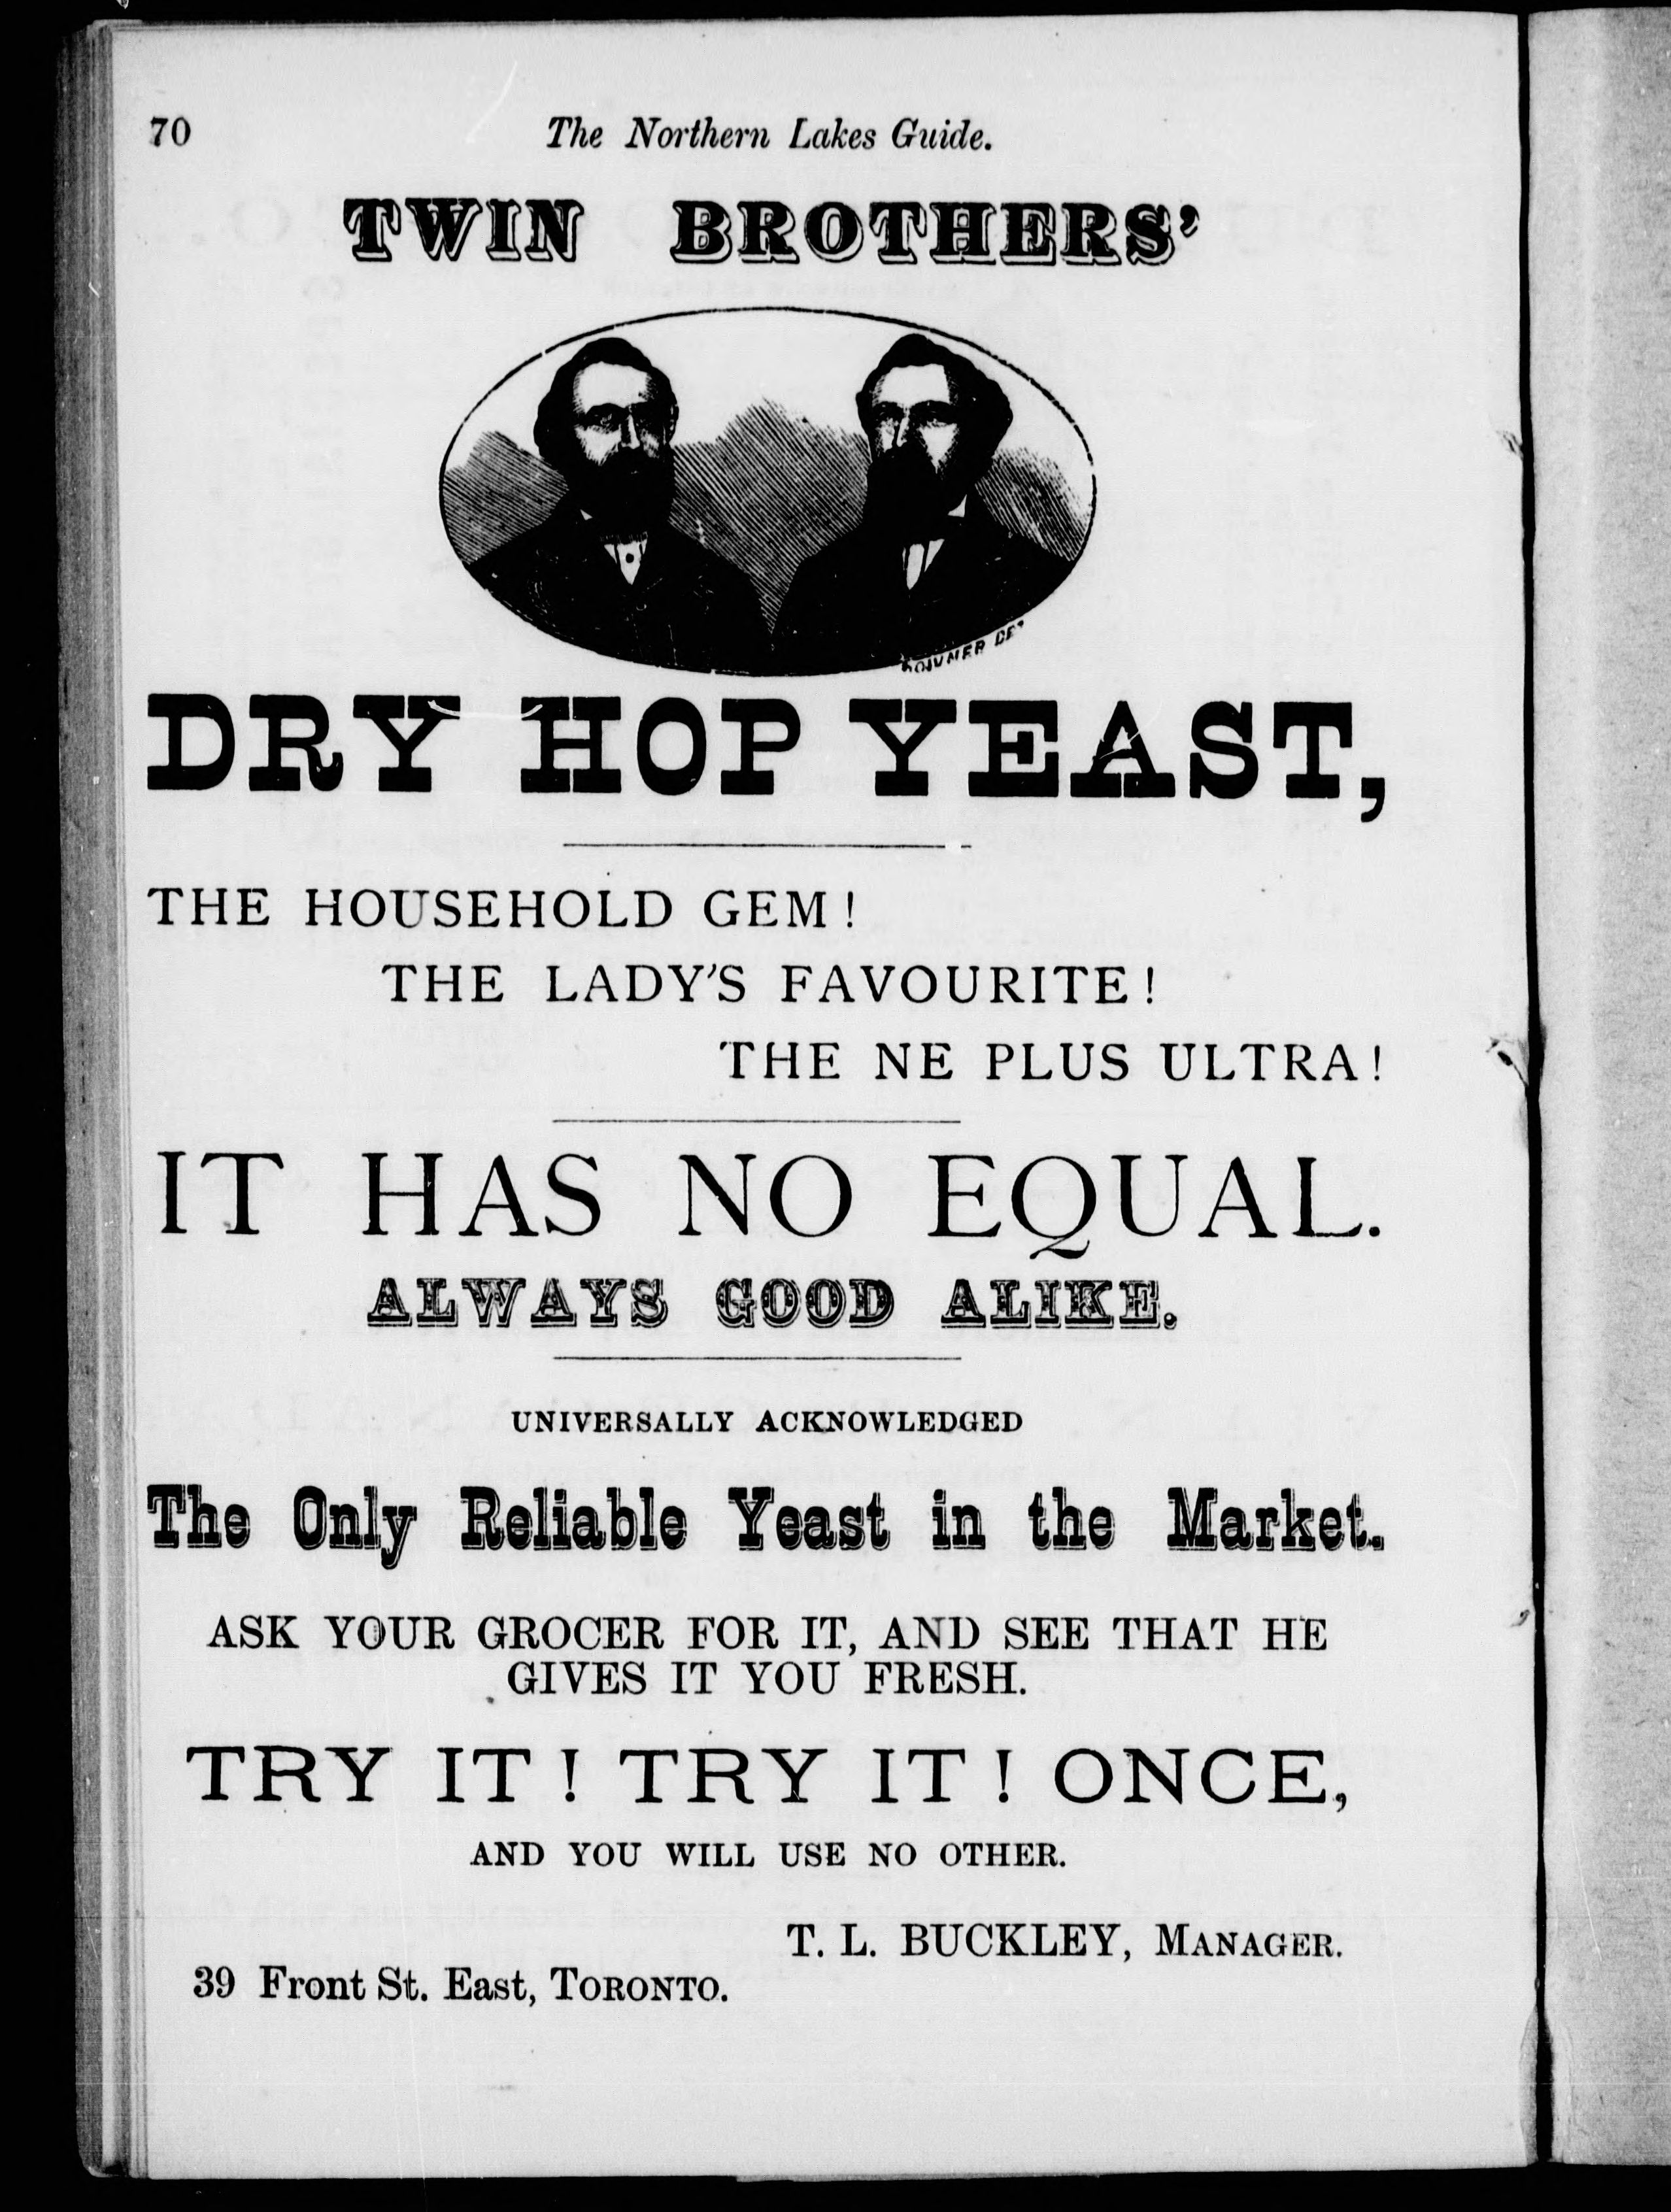 70
The Northern Lakes Guide.
TWIN BROTHERS'
DRY HOP YEAST,
THE HOUSEHOLD GEM!
THE LADY'S FAVOURITE!
THE NE PLUS ULTRA!
IT HAS NO EQUAL.
ALWAYS GOOD ALIKE.
UNIVERSALLY ACKNOWLEDGED
The Only Reliable Yeast in the Market.
ASK YOUR GROCER FOR IT, AND SEE THAT HE
GIVES IT YOU FRESH.
TRY IT! TRY IT! ONCE,
AND YOU WILL USE NO OTHER.
T. L. BUCKLEY, MANAGER.
39 Front St. East, TORONTO.